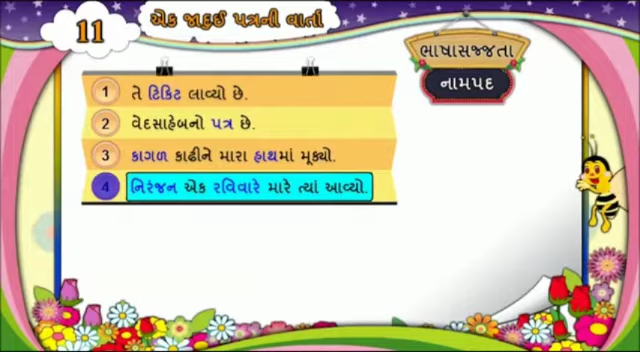 11
એક જાદુઈ પત્રની વાર્તા
ભાષાસજ્જતા
નામપદ
1 તે ટિકિટ લાવ્યો છે.
2 વેદસાહેબનો પત્ર છે.
3 કાગળ કાઢીને મારા હાથમાં મૂક્યો.
4 નિરંજન એક રવિવારે મારે ત્યાં આવ્યો.